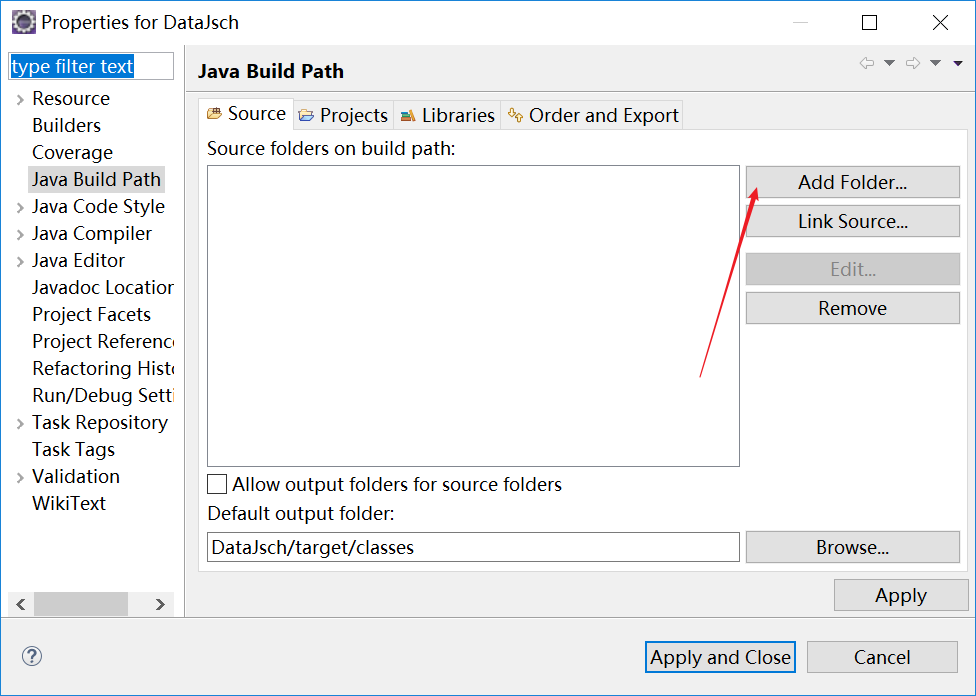 Properties for DataJsch
type filter text
Resource
Builders
Coverage
Java Build Path
Java Code Style
Java Compiler
Java Editor
Javadoc Location
Project Facets
Project Reference
Refactoring Histo
Run/Debug Setti
Task Repository
Task Tags
Validation
WikiText
Java Build Path
Source Projects Libraries Order and Export
Source folders on build path:
Add Folder...
Link Source...
Edit...
Remove
Allow output folders for source folders
Default output folder:
DataJsch/target/classes
Browse...
Apply
Apply and Close
Cancel